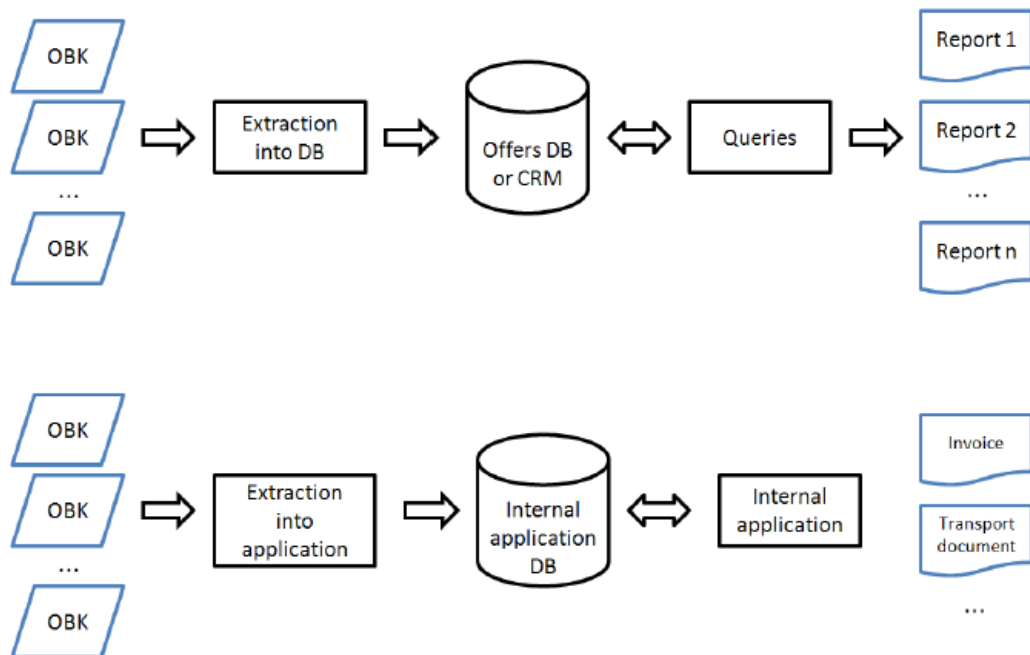 OBK
OBK
...
OBK
Extraction
into DB
Offers DB
or CRM
Queries
Report 1
Report 2
...
Report n
OBK
OBK
...
OBK
Extraction
into
application
Internal
application
DB
Internal
application
Invoice
Transport
document
...